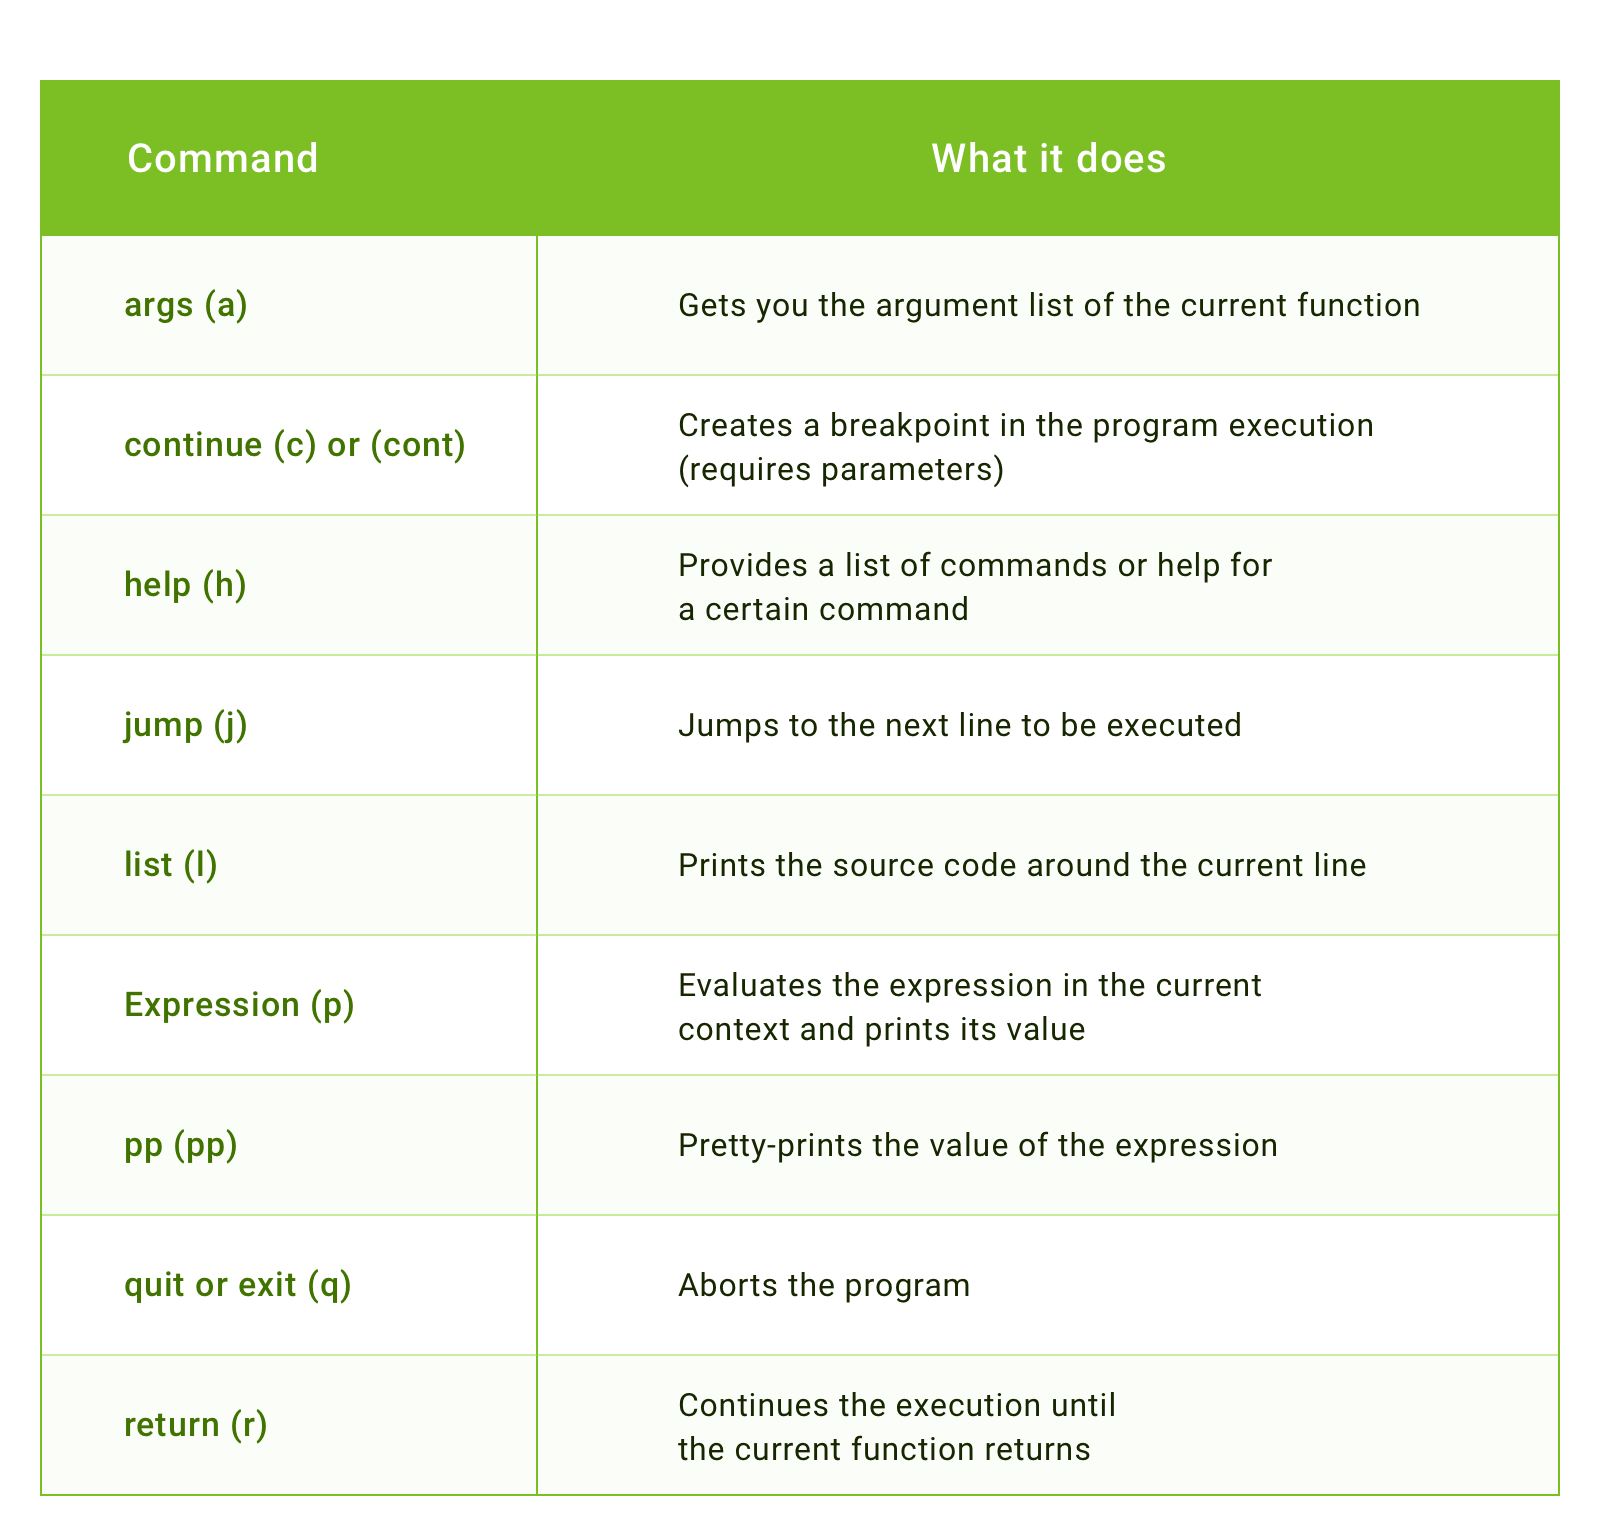 Command
What it does
args (a)
Gets you the argument list of the current function
continue (c) or (cont)
Creates a breakpoint in the program execution
(requires parameters)
help (h)
Provides a list of commands or help for
a certain command
jump (j)
Jumps to the next line to be executed
list (l)
Prints the source code around the current line
Expression (p)
Evaluates the expression in the current
context and prints its value
pp (pp)
Pretty-prints the value of the expression
quit or exit (q)
Aborts the program
return (r)
Continues the execution until
the current function returns